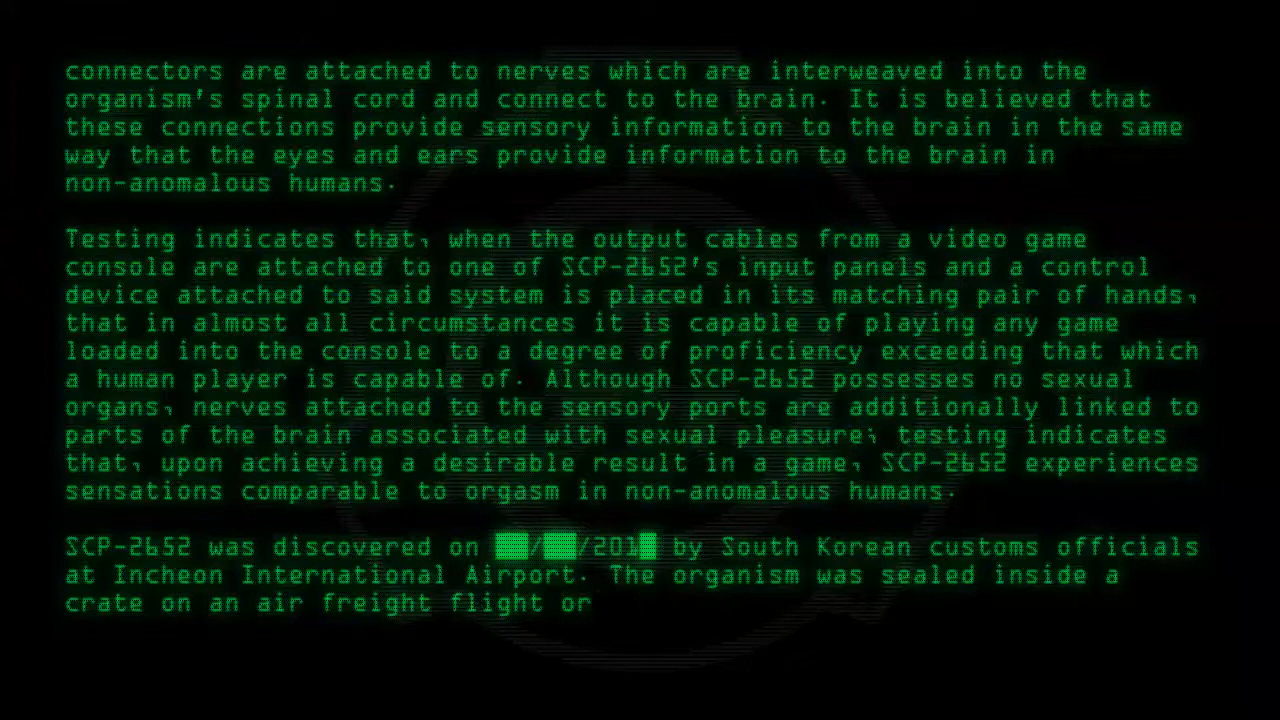 connectors are attached to nerves which are interweaved into the
organism's spinal cord and connect to the brain. It is believed that
these connections provide sensory information to the brain in the same
way that the eyes and ears provide information to the brain in
non-anomalous humans.
Testing indicates that, when the output cables from a video game
console are attached to one of SCP-2652's input panels and a control
device attached to said system is placed in its matching pair of hands,
that in almost all circumstances it is capable of playing any game
loaded into the console to a degree of proficiency exceeding that which
a human player is capable of. Although SCP-2652 possesses no sexual
organs, nerves attached to the sensory ports are additionally linked to
parts of the brain associated with sexual pleasure; testing indicates
that, upon achieving a desirable result in a game, SCP-2652 experiences
sensations comparable to orgasm in non-anomalous humans.
SCP-2652 was discovered on ██/██/201█ by South Korean customs officials
at Incheon International Airport. The organism was sealed inside a
crate on an air freight flight or